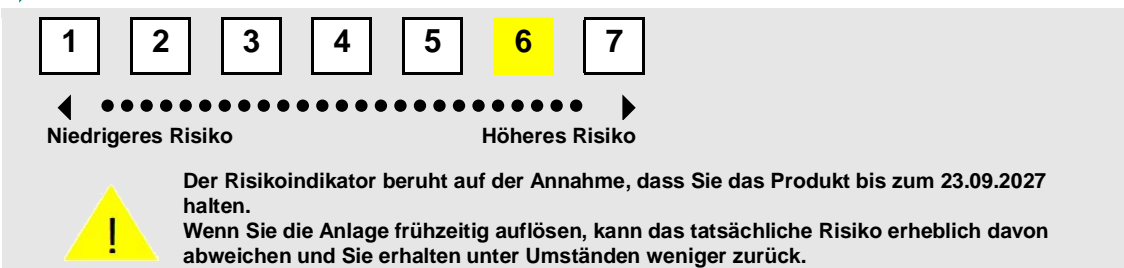 1 2 3 4 5 6 7
Niedrigeres Risiko Höheres Risiko
Der Risikoindikator beruht auf der Annahme, dass Sie das Produkt bis zum 23.09.2027
halten.
! Wenn Sie die Anlage frühzeitig auflösen, kann das tatsächliche Risiko erheblich davon
abweichen und Sie erhalten unter Umständen weniger zurück.